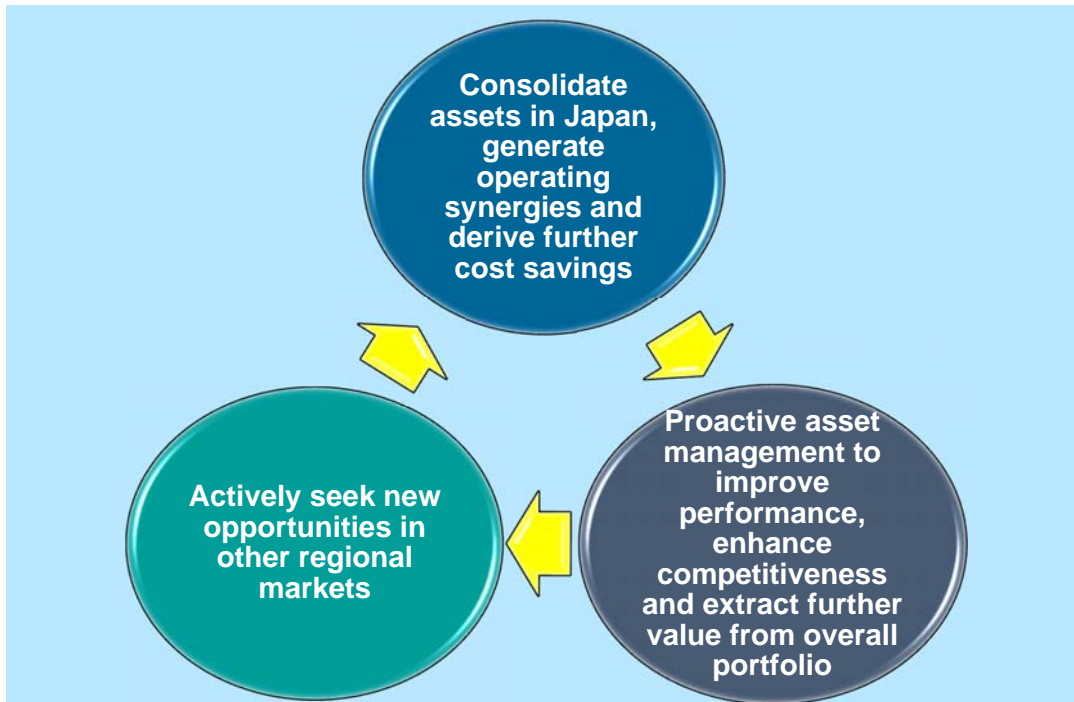 Consolidate
assets in Japan,
generate
operating
synergies and
derive further
cost savings
Proactive asset
management to
improve
performance,
enhance
competitiveness
and extract further
value from overall
portfolio
Actively seek new
opportunities in
other regional
markets